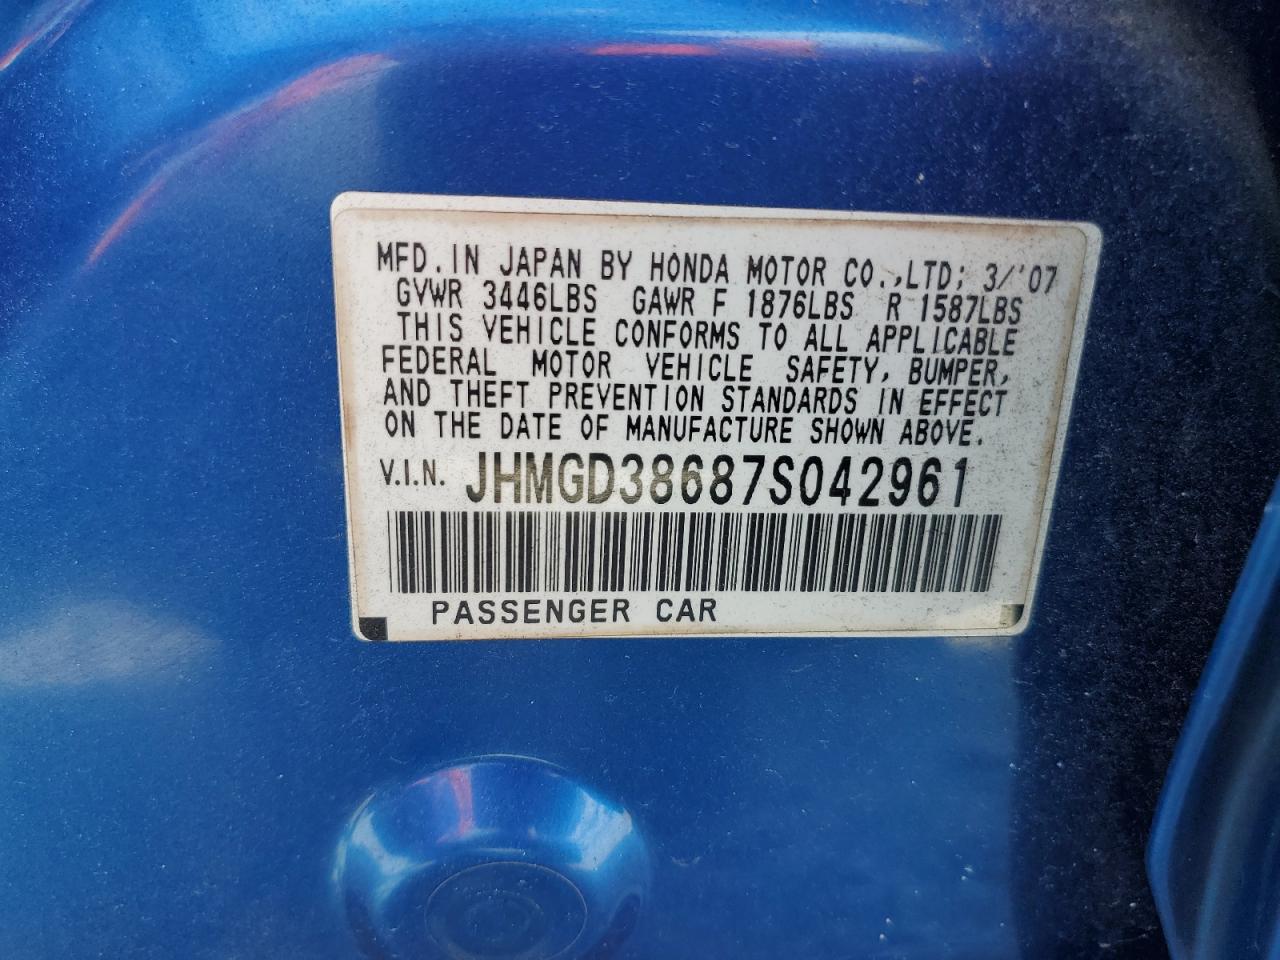 MFD.IN JAPAN BY HONDA MOTOR CO.,LTD; 3/'07
GVWR 3446LBS GAWR F 1876LBS R 1587LBS
THIS VEHICLE CONFORMS TO ALL APPLICABLE
FEDERAL MOTOR VEHICLE SAFETY, BUMPER,
AND THEFT PREVENTION STANDARDS IN EFFECT
ON THE DATE OF MANUFACTURE SHOWN ABOVE.
V.I.N. JHMGD38687S042961
PASSENGER CAR